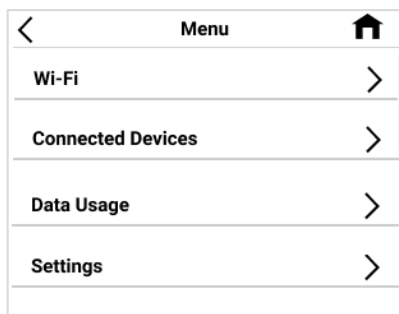 Menu
Wi-Fi
Connected Devices
Data Usage
Settings